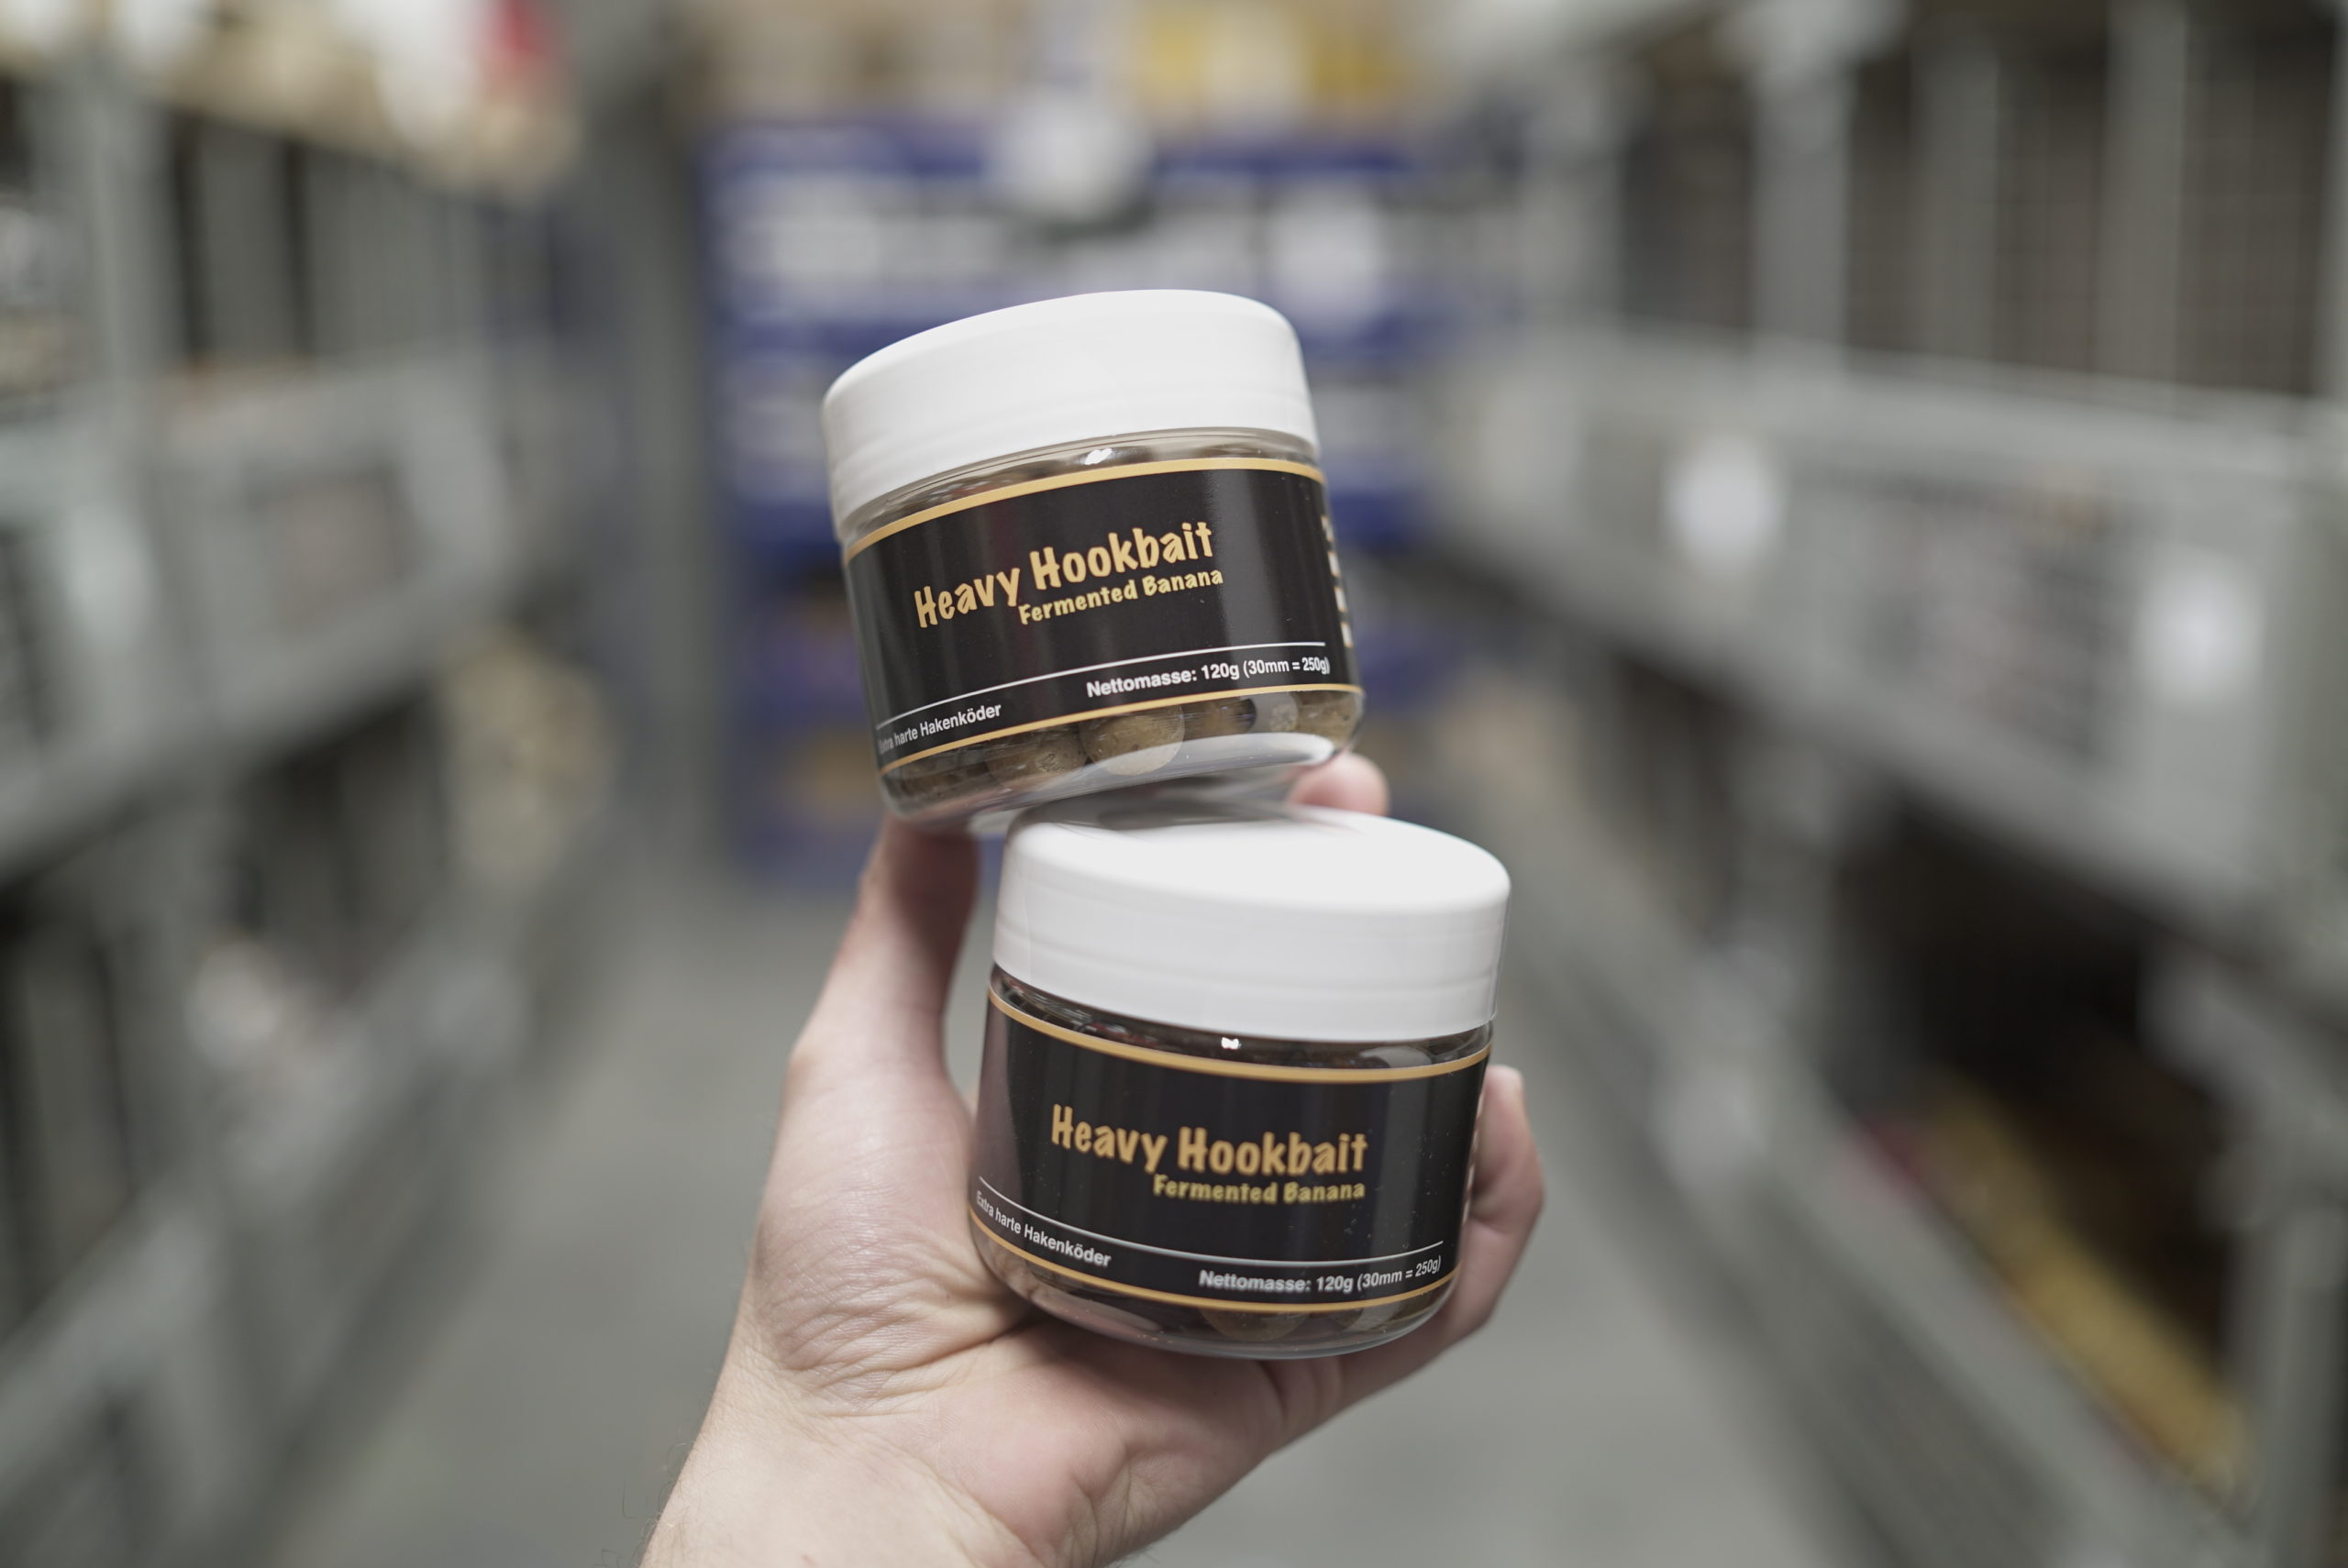 Heavy Hookbait
Fermented Banana
Nettomasse: 120g (30mm = 250g)
Extra harte Hakenköder
Heavy Hookbait
Fermented Banana
Extra harte Hakenköder
Nettomasse: 120g (30mm = 250g)